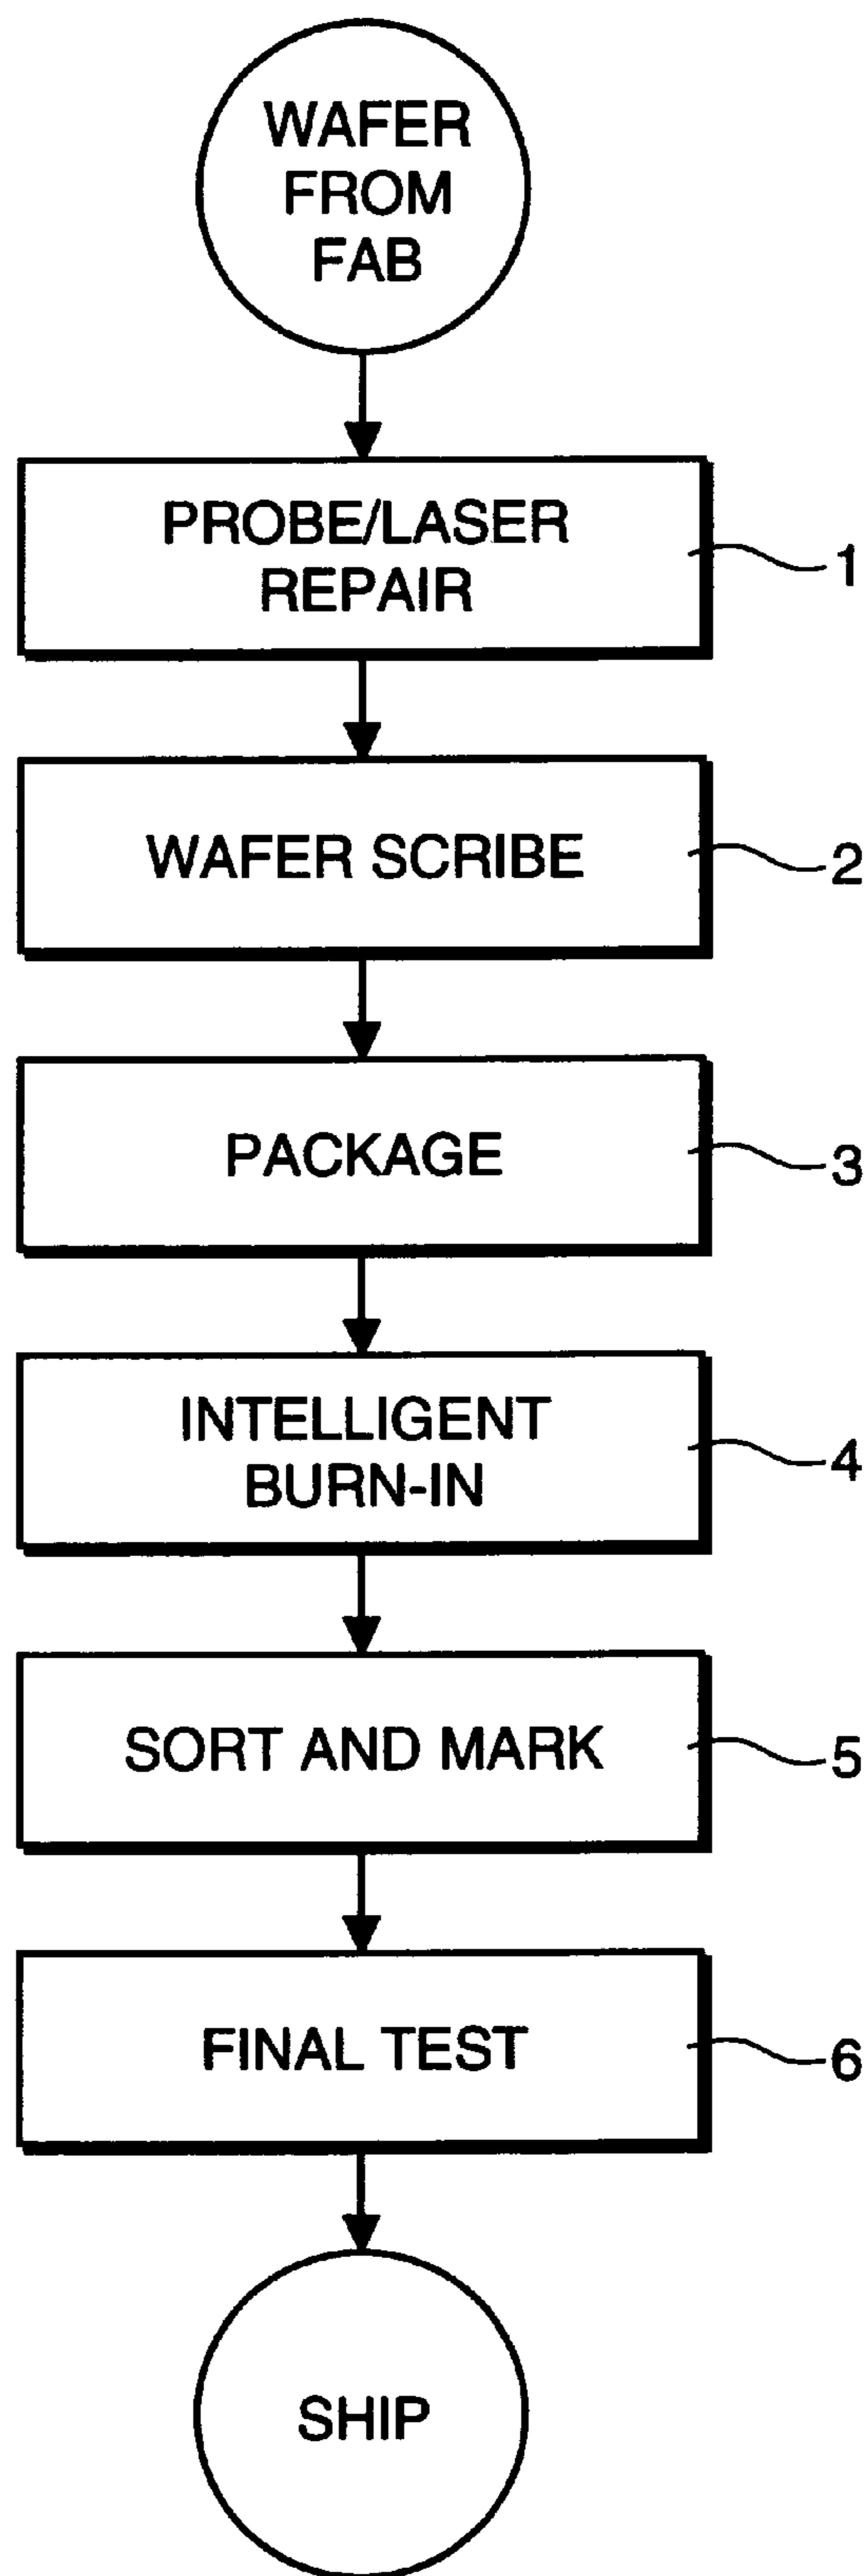 WAFER
FROM
FAB
PROBE/LASER
REPAIR
1
WAFER SCRIBE
2
PACKAGE
3
INTELLIGENT
BURN-IN
4
SORT AND MARK
5
FINAL TEST
6
SHIP